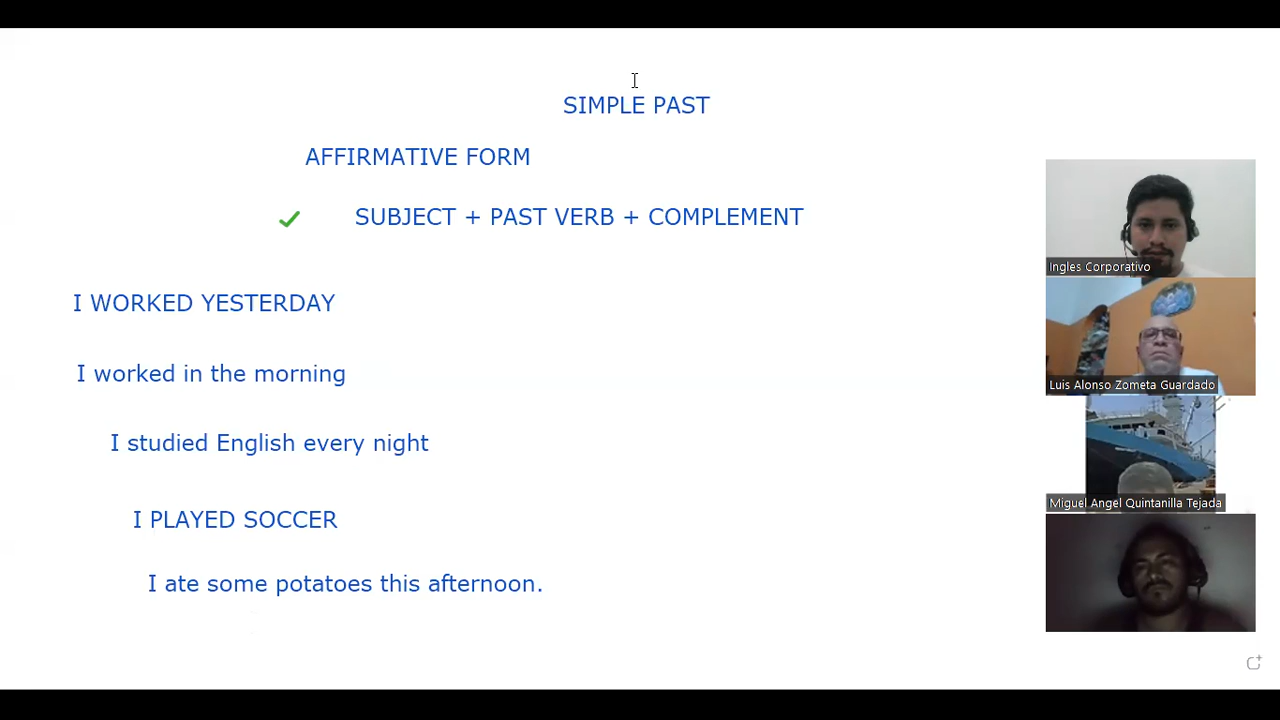 SIMPLE PAST
AFFIRMATIVE FORM
SUBJECT + PAST VERB + COMPLEMENT
I WORKED YESTERDAY
I worked in the morning
I studied English every night
I PLAYED SOCCER
I ate some potatoes this afternoon.
Ingles Corporativo
Luis Alonso Zometa Guardado
Miguel Angel Quintanilla Tejada